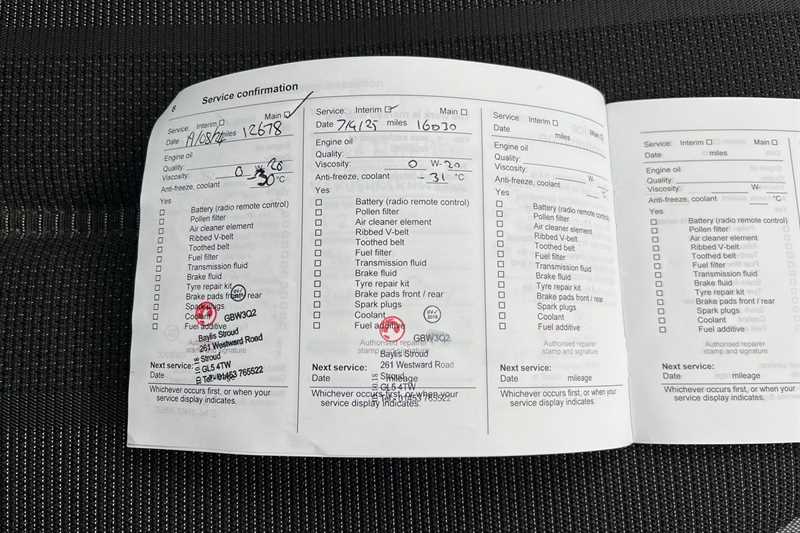 8 Service confirmation
Service: Interim ☐ Main ☑
Date 19/08/24 miles 12678
Engine oil
Quality:
Viscosity: 0 W-20
Anti-freeze, coolant -30 °C
Yes
☐ Battery (radio remote control)
☐ Pollen filter
☐ Air cleaner element
☐ Ribbed V-belt
☐ Toothed belt
☐ Fuel filter
☐ Transmission fluid
☐ Brake fluid
☐ Tyre repair kit
☐ Brake pads front / rear
☐ Spark plugs
☐ Coolant
☐ Fuel additive
GBW3Q2
Baylis Stroud
261 Westward Road
Stroud
GL5 4TW
Tel: 01453 765522
Next service:
Date
Whichever occurs first, or when your
service display indicates.
Service: Interim ☑ Main ☐
Date 7/4/25 miles 16030
Engine oil
Quality:
Viscosity: 0 W-20
Anti-freeze, coolant -31 °C
Yes
☐ Battery (radio remote control)
☐ Pollen filter
☐ Air cleaner element
☐ Ribbed V-belt
☐ Toothed belt
☐ Fuel filter
☐ Transmission fluid
☐ Brake fluid
☐ Tyre repair kit
☐ Brake pads front / rear
☐ Spark plugs
☐ Coolant
☐ Fuel additive
GBW3Q2
Authorised repairer
stamp and signature
Baylis Stroud
261 Westward Road
Stroud
GL5 4TW
Tel: 01453 765522
Next service:
Date mileage
Whichever occurs first, or when your
service display indicates.
Service: Interim ☐ Main ☐
Date miles
Engine oil
Quality:
Viscosity: W-
Anti-freeze, coolant °C
Yes
☐ Battery (radio remote control)
☐ Pollen filter
☐ Air cleaner element
☐ Ribbed V-belt
☐ Toothed belt
☐ Fuel filter
☐ Transmission fluid
☐ Brake fluid
☐ Tyre repair kit
☐ Brake pads front / rear
☐ Spark plugs
☐ Coolant
☐ Fuel additive
Authorised repairer
stamp and signature
Next service:
Date mileage
Whichever occurs first, or when your
service display indicates.
Service: Interim ☐ Main ☐
Date miles
Engine oil
Quality:
Viscosity: W-
Anti-freeze, coolant °C
Yes
☐ Battery (radio remote control)
☐ Pollen filter
☐ Air cleaner element
☐ Ribbed V-belt
☐ Toothed belt
☐ Fuel filter
☐ Transmission fluid
☐ Brake fluid
☐ Tyre repair kit
☐ Brake pads front / rear
☐ Spark plugs
☐ Coolant
☐ Fuel additive
Authorised repairer
stamp and signature
Next service:
Date mileage
Whichever occurs first, or when your
service display indicates.